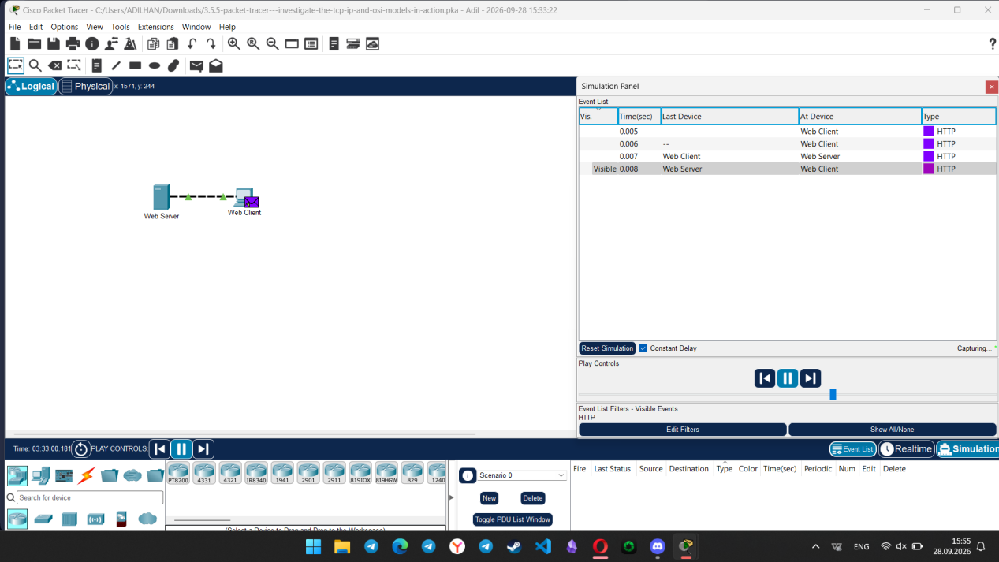 Cisco Packet Tracer - C:/Users/ADILHAN/Downloads/3.5.5-packet-tracer---investigate-the-tcp-ip-and-osi-models-in-action.pka - Adil - 2026-09-28 15:33:22
File Edit Options View Tools Extensions Window Help
?
Logical Physical x: 1571, y: 244
Simulation Panel
Event List
Vis. Time(sec) Last Device At Device Type
0.005 -- Web Client HTTP
0.006 -- Web Client HTTP
0.007 Web Client Web Server HTTP
Visible 0.008 Web Server Web Client HTTP
Web Server
Web Client
Reset Simulation Constant Delay Capturing...
Play Controls
Event List Filters - Visible Events
HTTP
Edit Filters Show All/None
Time: 03:33:00.181 PLAY CONTROLS: Event List Realtime Simulation
PT8200 4331 4321 IR8340 1941 2901 2911 819IOX 819HGW 829 1240
Search for device
(Select a Device to Drag and Drop to the Workspace)
Scenario 0
New Delete
Toggle PDU List Window
Fire Last Status Source Destination Type Color Time(sec) Periodic Num Edit Delete
ENG
15:55
28.09.2026